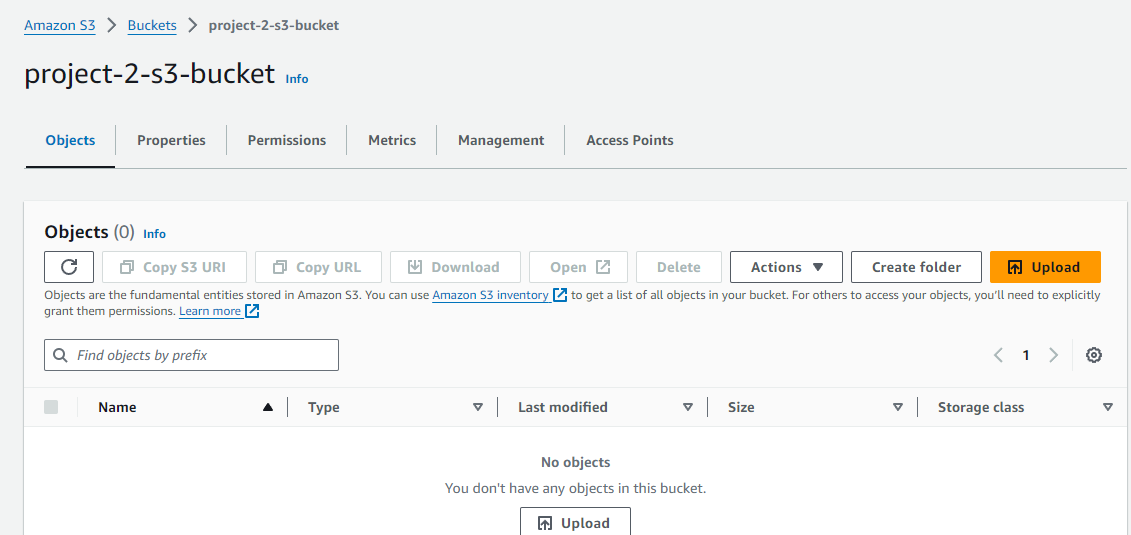 Amazon S3 > Buckets > project-2-s3-bucket
project-2-s3-bucket Info
Objects Properties Permissions Metrics Management Access Points
Objects (0) Info
Copy S3 URI Copy URL Download Open Delete Actions Create folder Upload
Objects are the fundamental entities stored in Amazon S3. You can use Amazon S3 inventory to get a list of all objects in your bucket. For others to access your objects, you'll need to explicitly
grant them permissions. Learn more
Find objects by prefix 1
Name Type Last modified Size Storage class
No objects
You don't have any objects in this bucket.
Upload